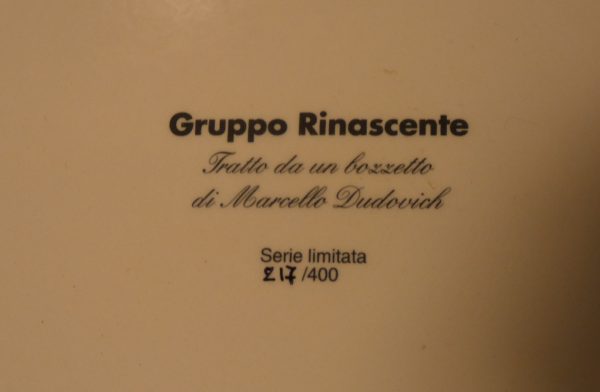 Gruppo Rinascente
Tratto da un bozzetto
di Marcello Dudovich
Serie limitata
217/400